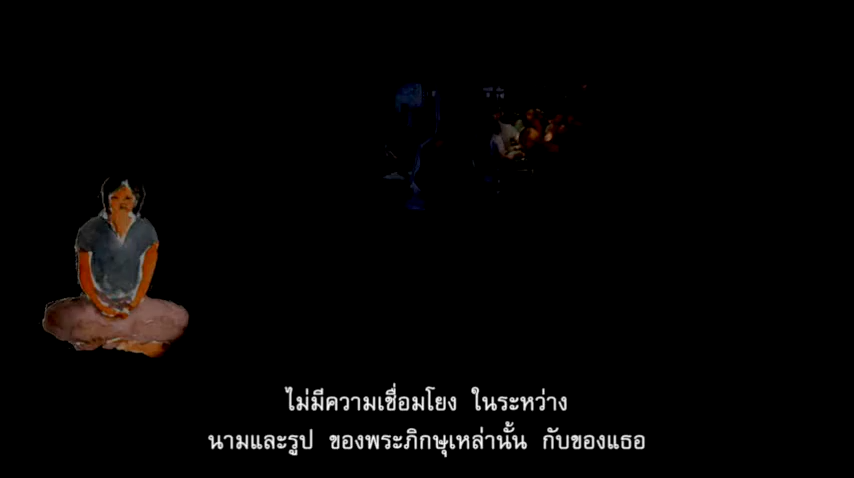 ไม่มีความเชื่อมโยง ในระหว่าง
นามและรูป ของพระภิกษุเหล่านั้น กับของแธอ